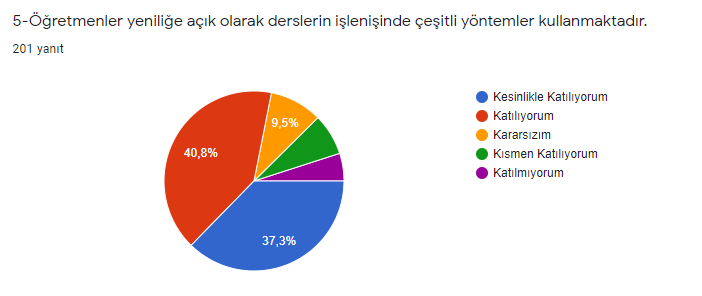 5-Öğretmenler yeniliğe açık olarak derslerin işlenişinde çeşitli yöntemler kullanmaktadır.
201 yanıt
Kesinlikle Katılıyorum
Katılıyorum
Kararsızım
Kısmen Katılıyorum
Katılmıyorum
9,5%
40,8%
37,3%